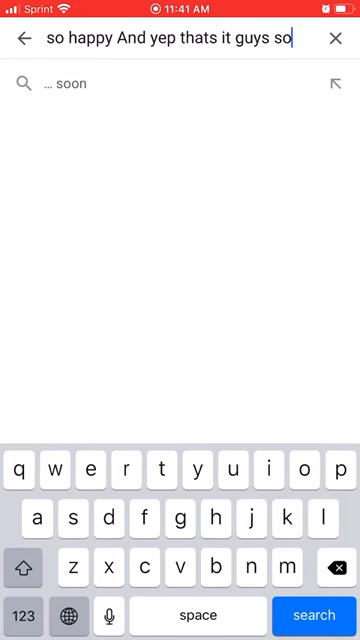 Sprint 11:41 AM
so happy And yep thats it guys so
... soon
q w e r t y u i o p
a s d f g h j k l
z x c v b n m
123 space search